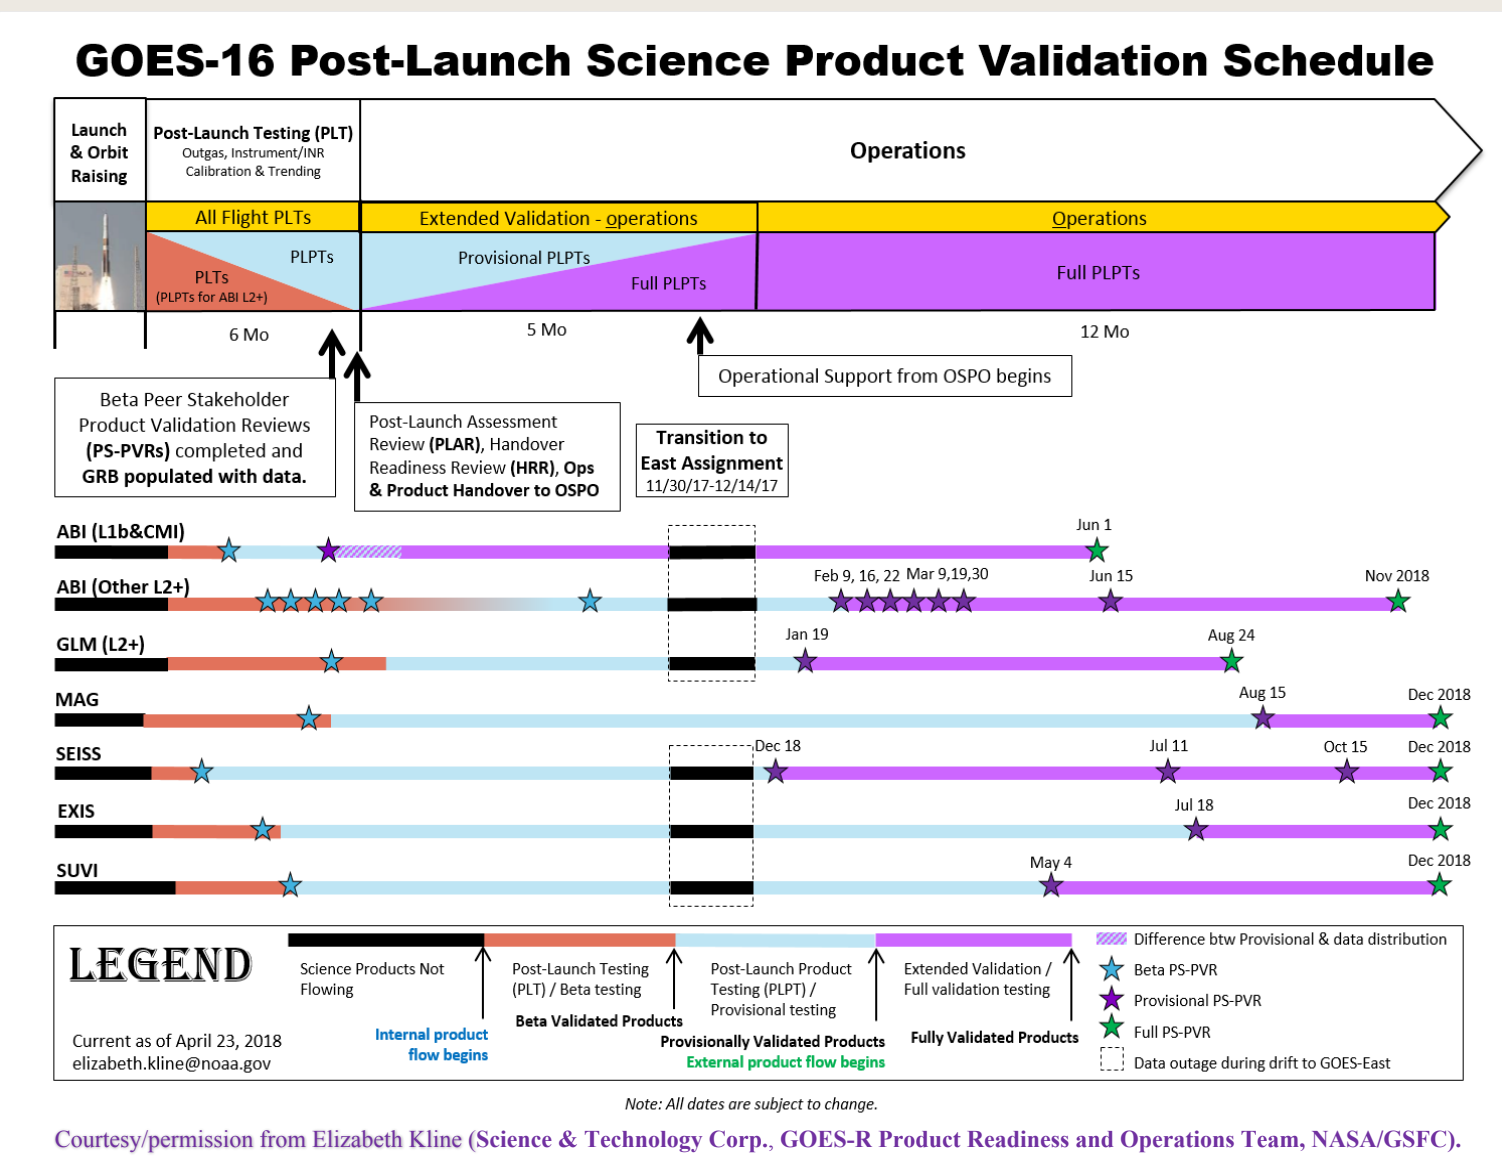 GOES-16 Post-Launch Science Product Validation Schedule
Launch
& Orbit
Raising
Post-Launch Testing (PLT)
Outgas, Instrument/INR
Calibration & Trending
Operations
All Flight PLTs
Extended Validation - operations
Operations
PLPTs
PLTs
(PLPTs for ABI L2+)
Provisional PLPTs
Full PLPTs
Full PLPTs
6 Mo
5 Mo
12 Mo
Operational Support from OSPO begins
Beta Peer Stakeholder
Product Validation Reviews
(PS-PVRs) completed and
GRB populated with data.
Post-Launch Assessment
Review (PLAR), Handover
Readiness Review (HRR), Ops
& Product Handover to OSPO
Transition to
East Assignment
11/30/17-12/14/17
ABI (L1b&CMI)
Jun 1
ABI (Other L2+)
Feb 9, 16, 22 Mar 9,19,30
Jun 15
Nov 2018
GLM (L2+)
Jan 19
Aug 24
MAG
Aug 15
Dec 2018
SEISS
Dec 18
Jul 11
Oct 15
Dec 2018
EXIS
Jul 18
Dec 2018
SUVI
May 4
Dec 2018
LEGEND
Current as of April 23, 2018
elizabeth.kline@noaa.gov
Science Products Not
Flowing
Internal product
flow begins
Post-Launch Testing
(PLT) / Beta testing
Beta Validated Products
Post-Launch Product
Testing (PLPT) /
Provisional testing
Provisionally Validated Products
External product flow begins
Extended Validation /
Full validation testing
Fully Validated Products
Difference btw Provisional & data distribution
Beta PS-PVR
Provisional PS-PVR
Full PS-PVR
Data outage during drift to GOES-East
Note: All dates are subject to change.
Courtesy/permission from Elizabeth Kline (Science & Technology Corp., GOES-R Product Readiness and Operations Team, NASA/GSFC).